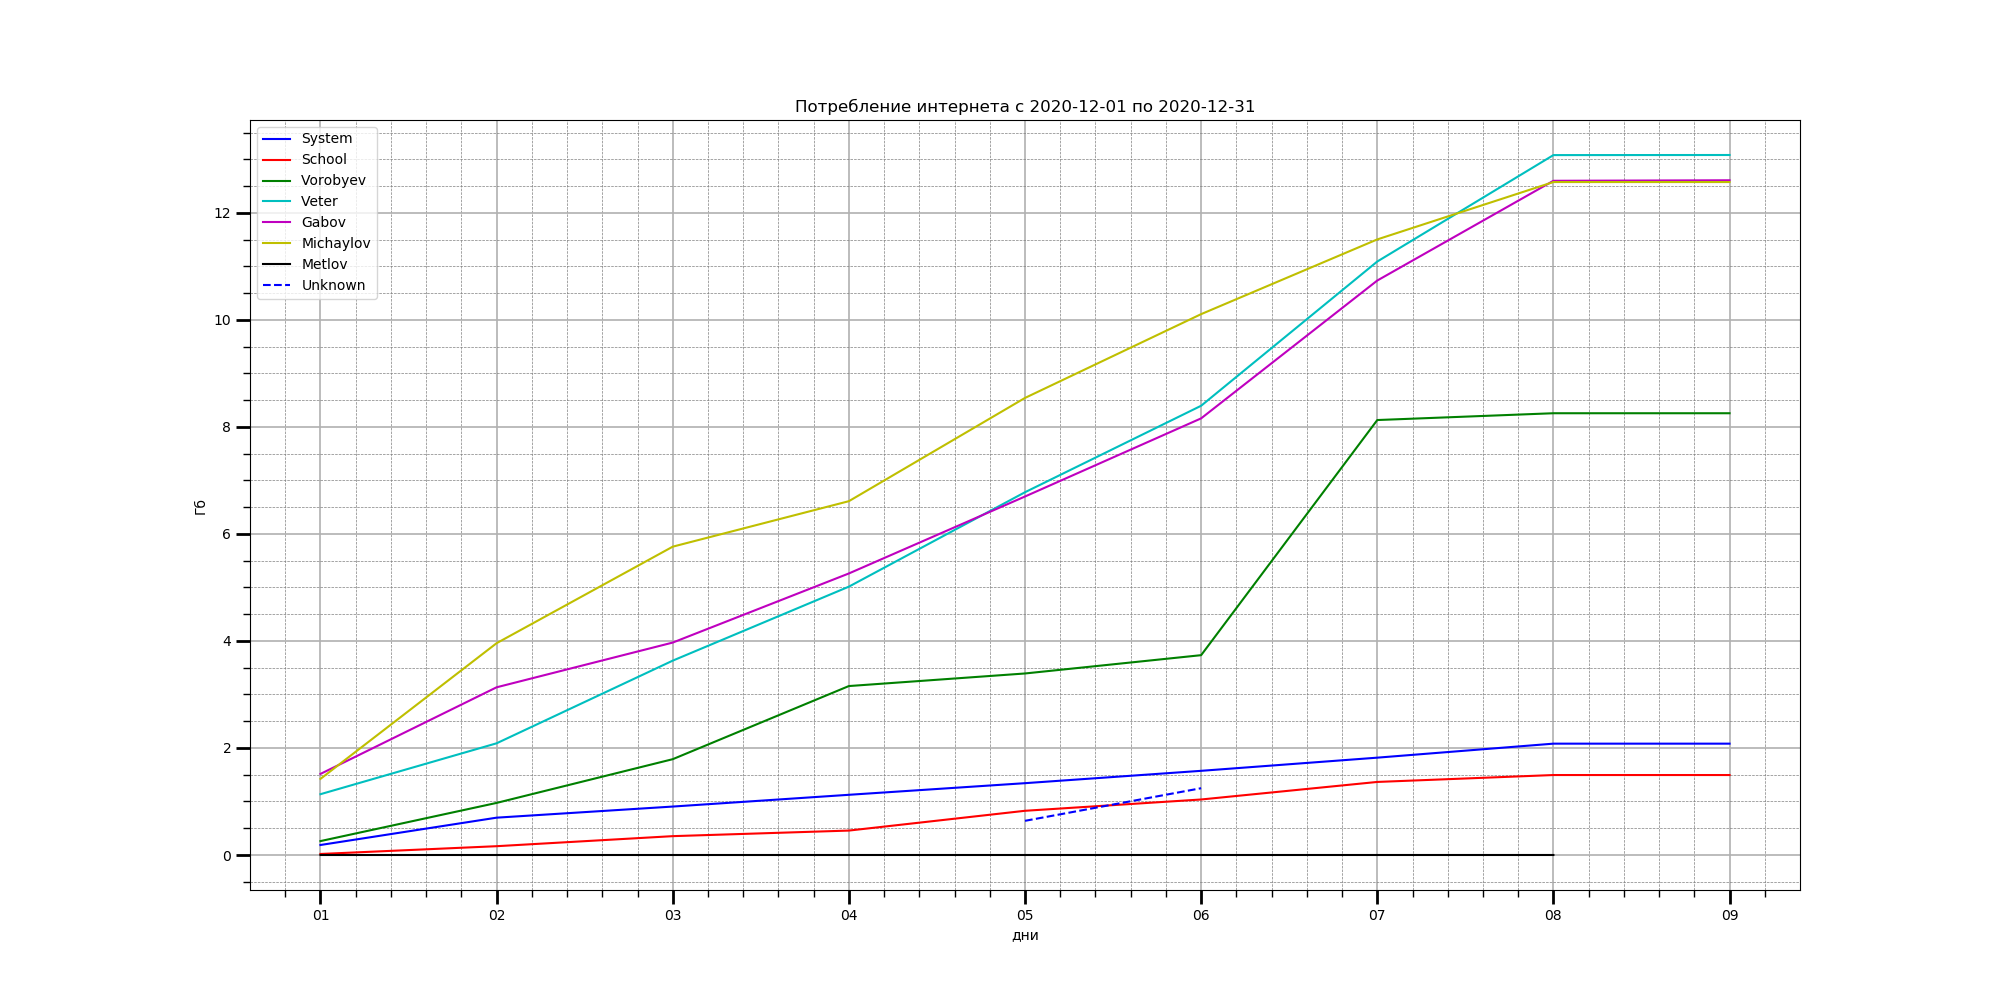 Потребление интернета с 2020-12-01 по 2020-12-31
System
School
Vorobyev
Veter
Gabov
Michaylov
Metlov
Unknown
12
10
8
6
4
2
0
Гб
01 02 03 04 05 06 07 08 09
дни